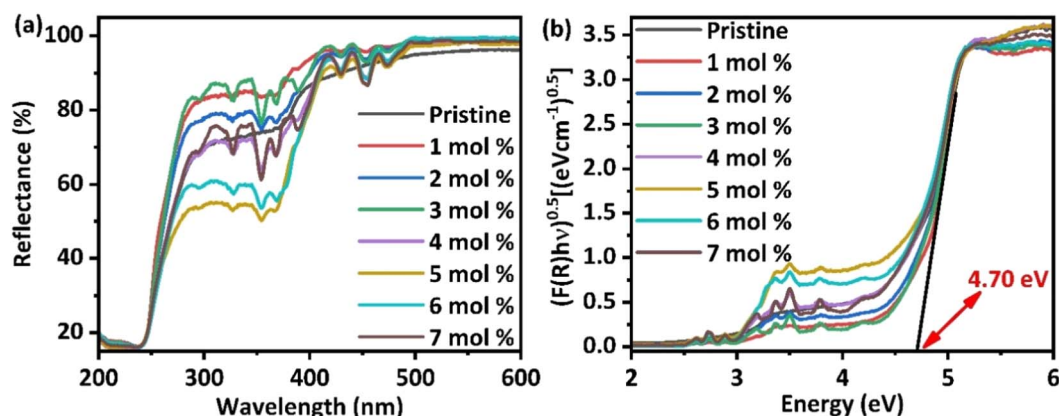 (a)
100
80
60
40
20
Reflectance (%)
Pristine
1 mol %
2 mol %
3 mol %
4 mol %
5 mol %
6 mol %
7 mol %
200 300 400 500 600
Wavelength (nm)
(b)
3.5
3.0
2.5
2.0
1.5
1.0
0.5
0.0
(F(R)hν)^0.5[(eVcm⁻¹)^0.5)
Pristine
1 mol %
2 mol %
3 mol %
4 mol %
5 mol %
6 mol %
7 mol %
4.70 eV
2 3 4 5 6
Energy (eV)